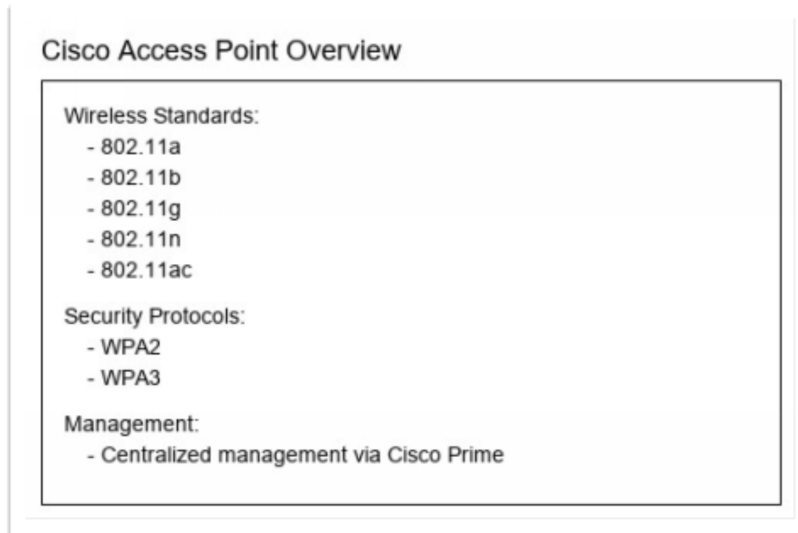 Cisco Access Point Overview
Wireless Standards:
- 802.11a
- 802.11b
- 802.11g
- 802.11n
- 802.11ac
Security Protocols:
- WPA2
- WPA3
Management:
- Centralized management via Cisco Prime